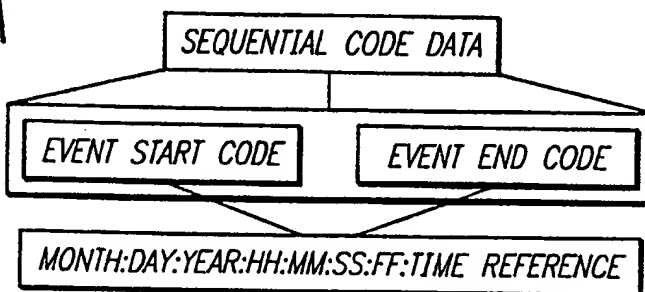 SEQUENTIAL CODE DATA
EVENT START CODE
EVENT END CODE
MONTH:DAY:YEAR:HH:MM:SS:FF:TIME REFERENCE